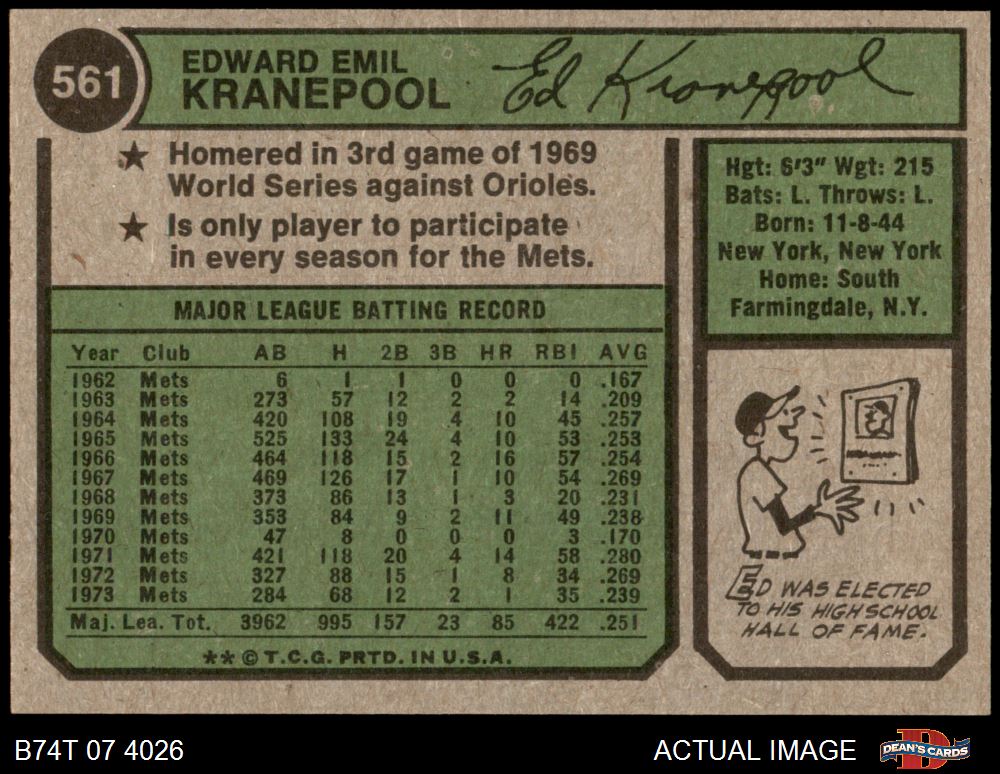 561
EDWARD EMIL
KRANEPOOL
Ed Kranepool
★ Homered in 3rd game of 1969
World Series against Orioles.
★ Is only player to participate
in every season for the Mets.
Hgt: 6'3" Wgt: 215
Bats: L. Throws: L.
Born: 11-8-44
New York, New York
Home: South
Farmingdale, N.Y.
MAJOR LEAGUE BATTING RECORD
Year Club AB H 2B 3B HR RBI AVG
1962 Mets 6 1 1 0 0 0 .167
1963 Mets 273 57 12 2 2 14 .209
1964 Mets 420 108 19 4 10 45 .257
1965 Mets 525 133 24 4 10 53 .253
1966 Mets 464 118 15 2 16 57 .254
1967 Mets 469 126 17 1 10 54 .269
1968 Mets 373 86 13 1 3 20 .231
1969 Mets 353 84 9 2 11 49 .238
1970 Mets 47 8 0 0 0 3 .170
1971 Mets 421 118 20 4 14 58 .280
1972 Mets 327 88 15 1 8 34 .269
1973 Mets 284 68 12 2 1 35 .239
Maj. Lea. Tot. 3962 995 157 23 85 422 .251
** © T.C.G. PRTD. IN U.S.A.
ED WAS ELECTED
TO HIS HIGH SCHOOL
HALL OF FAME.
B74T 07 4026
ACTUAL IMAGE
DEAN'S CARDS